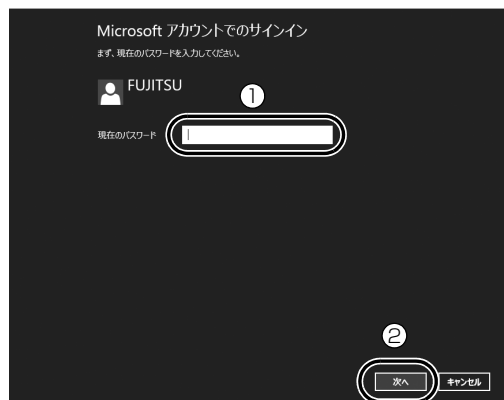 Microsoft アカウントでのサインイン
まず、現在のパスワードを入力してください。
FUJITSU
①
現在のパスワード
②
次へ
キャンセル